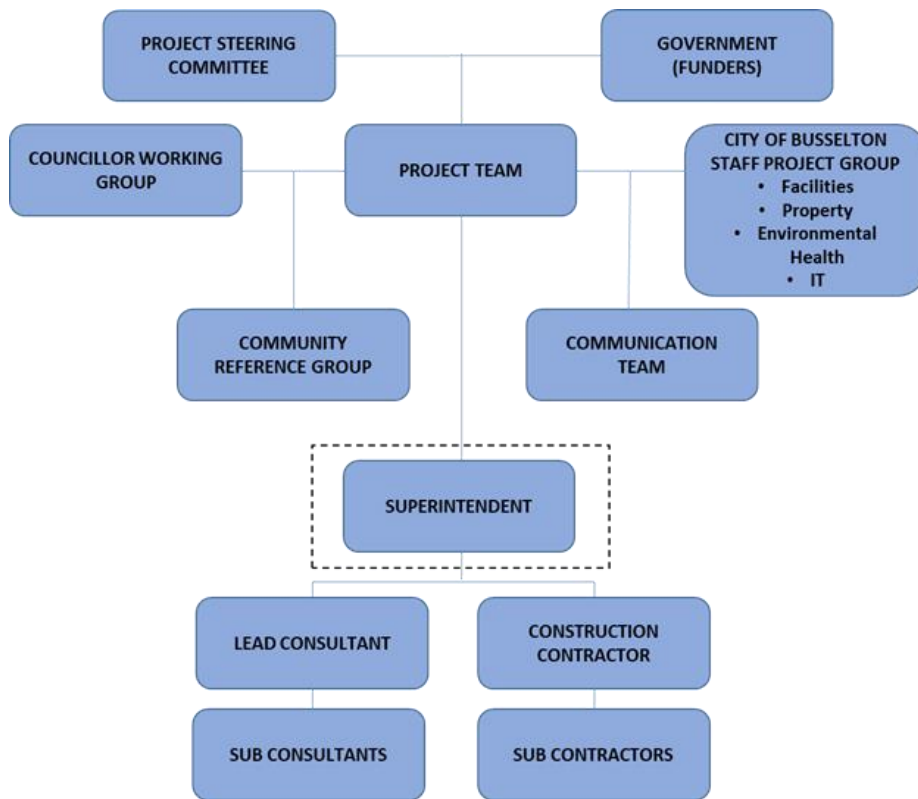 PROJECT STEERING
COMMITTEE
GOVERNMENT
(FUNDERS)
COUNCILLOR WORKING
GROUP
PROJECT TEAM
CITY OF BUSSELTON
STAFF PROJECT GROUP
• Facilities
• Property
• Environmental
Health
• IT
COMMUNITY
REFERENCE GROUP
COMMUNICATION
TEAM
SUPERINTENDENT
LEAD CONSULTANT
CONSTRUCTION
CONTRACTOR
SUB CONSULTANTS
SUB CONTRACTORS